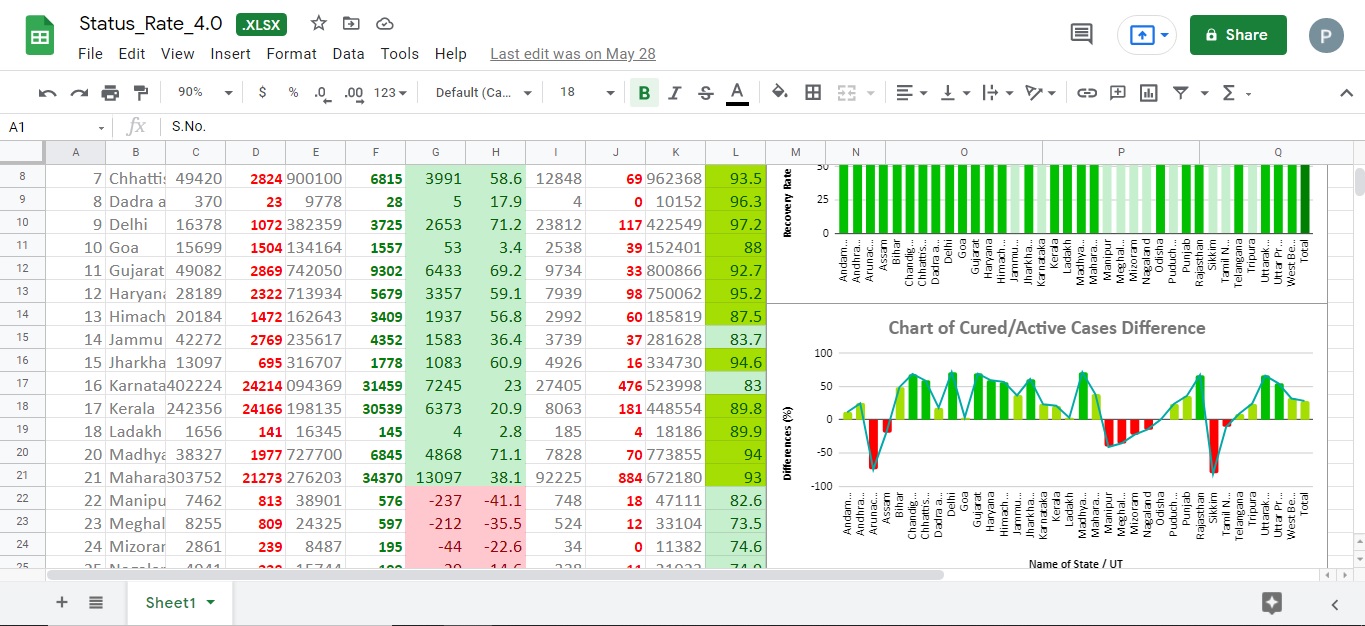 Status_Rate_4.0 .XLSX
File Edit View Insert Format Data Tools Help Last edit was on May 28
Share
P
90% $ % .0 .00 123 Default (Ca... 18 B I S A Σ
A1 fx S.No.
A B C D E F G H I J K L M N O P Q
8 7 Chhattis 49420 2824 900100 6815 3991 58.6 12848 69 962368 93.5
9 8 Dadra a 370 23 9778 28 5 17.9 4 0 10152 96.3
10 9 Delhi 16378 1072 382359 3725 2653 71.2 23812 117 422549 97.2
11 10 Goa 15699 1504 134164 1557 53 3.4 2538 39 152401 88
12 11 Gujarat 49082 2869 742050 9302 6433 69.2 9734 33 800866 92.7
13 12 Haryana 28189 2322 713934 5679 3357 59.1 7939 98 750062 95.2
14 13 Himach 20184 1472 162643 3409 1937 56.8 2992 60 185819 87.5
15 14 Jammu 42272 2769 235617 4352 1583 36.4 3739 37 281628 83.7
16 15 Jharkha 13097 695 316707 1778 1083 60.9 4926 16 334730 94.6
17 16 Karnata 402224 24214 094369 31459 7245 23 27405 476 523998 83
18 17 Kerala 242356 24166 198135 30539 6373 20.9 8063 181 448554 89.8
19 18 Ladakh 1656 141 16345 145 4 2.8 185 4 18186 89.9
20 20 Madhya 38327 1977 727700 6845 4868 71.1 7828 70 773855 94
21 21 Mahara 303752 21273 276203 34370 13097 38.1 92225 884 672180 93
22 22 Manipu 7462 813 38901 576 -237 -41.1 748 18 47111 82.6
23 23 Meghal 8255 809 24325 597 -212 -35.5 524 12 33104 73.5
24 24 Mizorar 2861 239 8487 195 -44 -22.6 34 0 11382 74.6
25
Recovery Rate
50
25
0
Andam... Andhra... Arunac... Assam Bihar Chandig... Chhattis... Dadra a... Delhi Goa Gujarat Haryana Himach... Jammu... Jharkha... Karnataka Kerala Ladakh Madhya... Mahara... Manipur Meghal... Mizoram Nagaland Odisha Puduch... Punjab Rajasthan Sikkim Tamil N... Telangana Tripura Uttarak... Uttar Pr... West Be... Total
Chart of Cured/Active Cases Difference
Differences (%)
100
50
0
-50
-100
Andam... Andhra... Arunac... Assam Bihar Chandig... Chhattis... Dadra a... Delhi Goa Gujarat Haryana Himach... Jammu... Jharkha... Karnataka Kerala Ladakh Madhya... Mahara... Manipur Meghal... Mizoram Nagaland Odisha Puduch... Punjab Rajasthan Sikkim Tamil N... Telangana Tripura Uttarak... Uttar Pr... West Be... Total
Name of State / UT
Sheet1